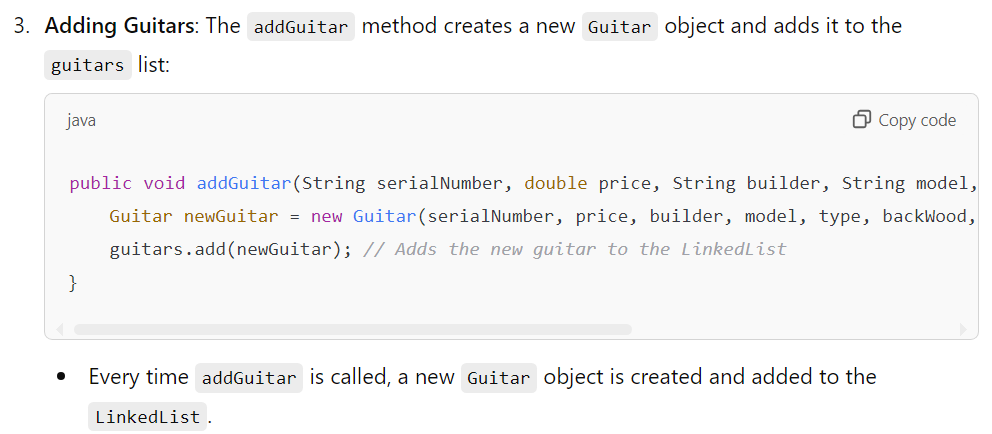 3. Adding Guitars: The addGuitar method creates a new Guitar object and adds it to the
guitars list:
java
Copy code
public void addGuitar(String serialNumber, double price, String builder, String model,
    Guitar newGuitar = new Guitar(serialNumber, price, builder, model, type, backWood,
    guitars.add(newGuitar); // Adds the new guitar to the LinkedList
}
• Every time addGuitar is called, a new Guitar object is created and added to the
LinkedList.